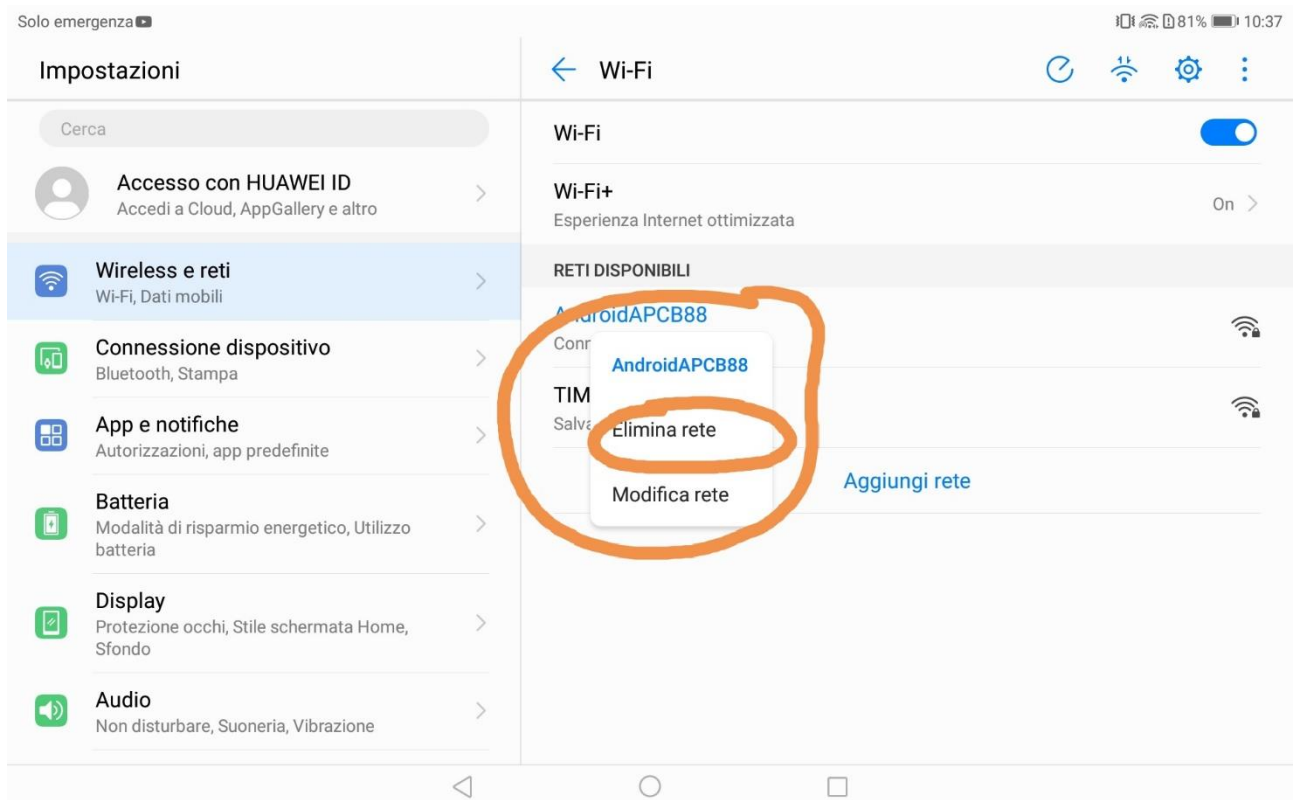 Solo emergenza
81% 10:37
Impostazioni
Cerca
Accesso con HUAWEI ID
Accedi a Cloud, AppGallery e altro
Wireless e reti
Wi-Fi, Dati mobili
Connessione dispositivo
Bluetooth, Stampa
App e notifiche
Autorizzazioni, app predefinite
Batteria
Modalità di risparmio energetico, Utilizzo
batteria
Display
Protezione occhi, Stile schermata Home,
Sfondo
Audio
Non disturbare, Suoneria, Vibrazione
Wi-Fi
Wi-Fi
Wi-Fi+
Esperienza Internet ottimizzata
On
RETI DISPONIBILI
AndroidAPCB88
Conn
AndroidAPCB88
TIM
Salva
Elimina rete
Modifica rete
Aggiungi rete